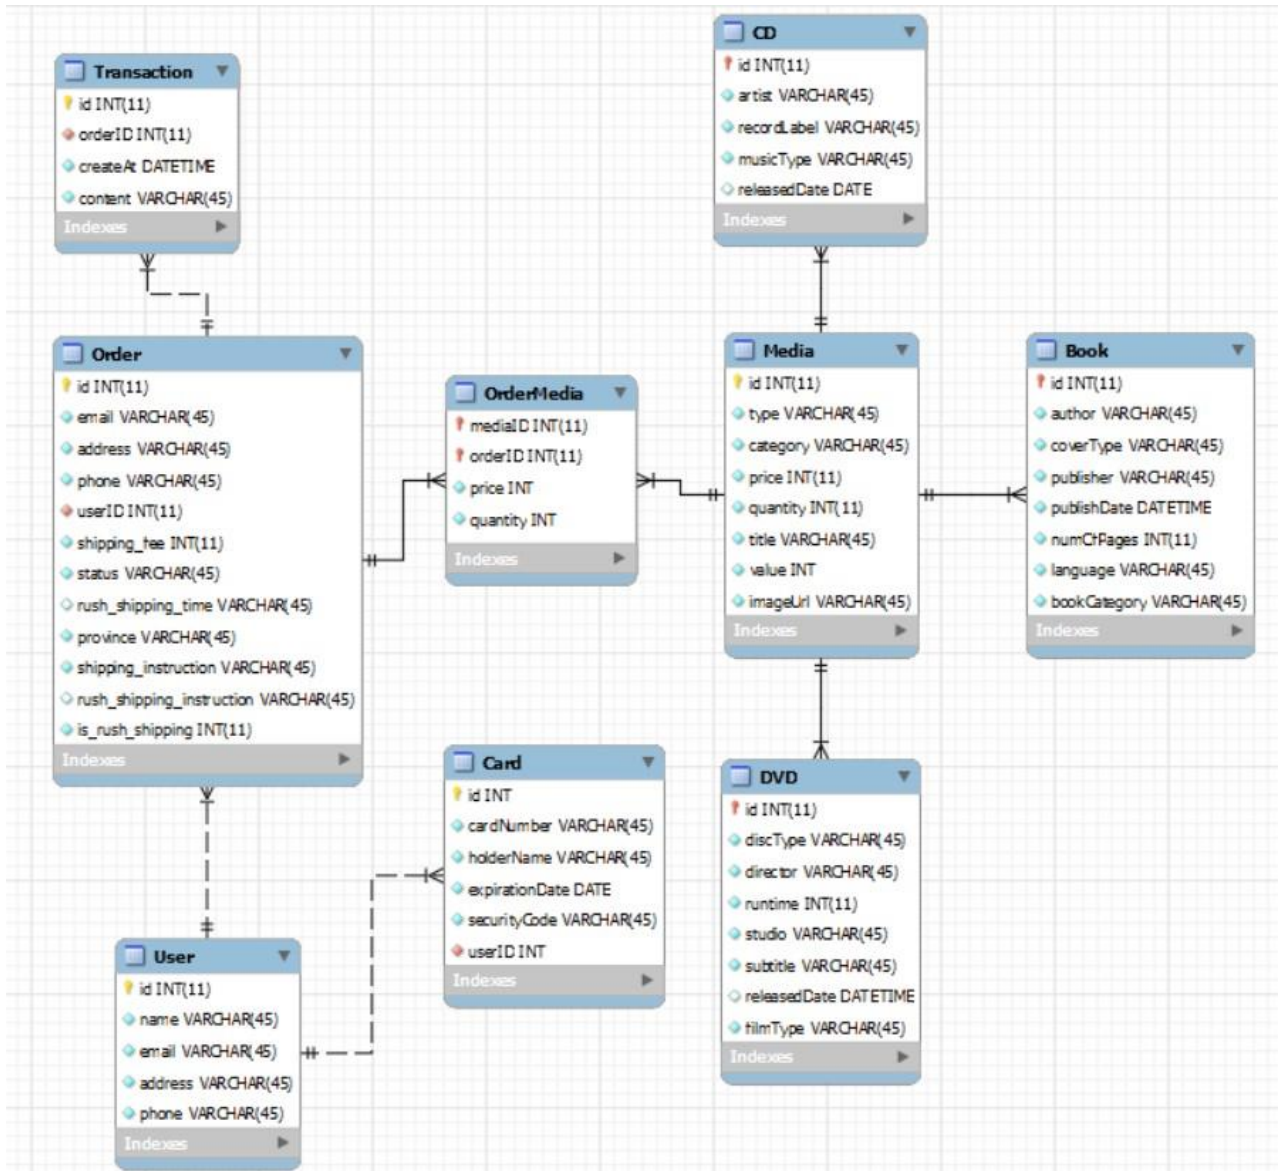 Transaction
id INT(11)
orderID INT(11)
createAt DATETIME
content VARCHAR(45)
Indexes
CD
id INT(11)
artist VARCHAR(45)
recordLabel VARCHAR(45)
musicType VARCHAR(45)
releasedDate DATE
Indexes
Order
id INT(11)
email VARCHAR(45)
address VARCHAR(45)
phone VARCHAR(45)
userID INT(11)
shipping_fee INT(11)
status VARCHAR(45)
rush_shipping_time VARCHAR(45)
province VARCHAR(45)
shipping_instruction VARCHAR(45)
rush_shipping_instruction VARCHAR(45)
is_rush_shipping INT(11)
Indexes
OrderMedia
mediaID INT(11)
orderID INT(11)
price INT
quantity INT
Indexes
Media
id INT(11)
type VARCHAR(45)
category VARCHAR(45)
price INT(11)
quantity INT(11)
title VARCHAR(45)
value INT
imageUrl VARCHAR(45)
Indexes
Book
id INT(11)
author VARCHAR(45)
coverType VARCHAR(45)
publisher VARCHAR(45)
publishDate DATETIME
numOfPages INT(11)
language VARCHAR(45)
bookCategory VARCHAR(45)
Indexes
Card
id INT
cardNumber VARCHAR(45)
holderName VARCHAR(45)
expirationDate DATE
securityCode VARCHAR(45)
userID INT
Indexes
DVD
id INT(11)
discType VARCHAR(45)
director VARCHAR(45)
runtime INT(11)
studio VARCHAR(45)
subtitle VARCHAR(45)
releasedDate DATETIME
filmType VARCHAR(45)
Indexes
User
id INT(11)
name VARCHAR(45)
email VARCHAR(45)
address VARCHAR(45)
phone VARCHAR(45)
Indexes